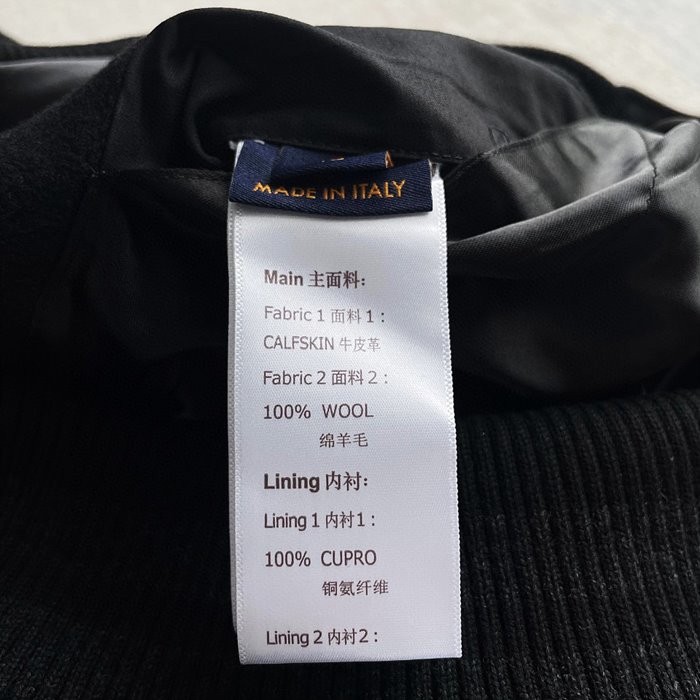 MADE IN ITALY
Main 主面料:
Fabric 1 面料 1 :
CALFSKIN 牛皮革
Fabric 2 面料 2 :
100% WOOL
绵羊毛
Lining 内衬:
Lining 1 内衬1 :
100% CUPRO
铜氨纤维
Lining 2 内衬2 :